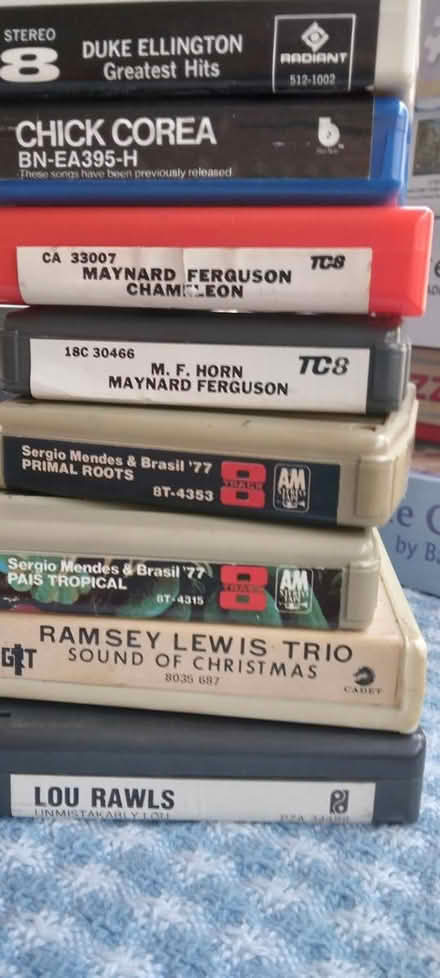 STEREO
8
DUKE ELLINGTON
Greatest Hits
RADIANT
512-1002
CHICK COREA
BN-EA395-H
These songs have been previously released
b
CA 33007
TC8
MAYNARD FERGUSON
CHAMELEON
18C 30466
TC8
M. F. HORN
MAYNARD FERGUSON
Sergio Mendes & Brasil '77
PRIMAL ROOTS
8T-4353
8
TRACK
AM
Sergio Mendes & Brasil '77
PAIS TROPICAL
8T-4315
8
TRACK
AM
e C
by B
GRT
RAMSEY LEWIS TRIO
SOUND OF CHRISTMAS
8035 687
CADET
LOU RAWLS
UNMISTAKABLY LOU